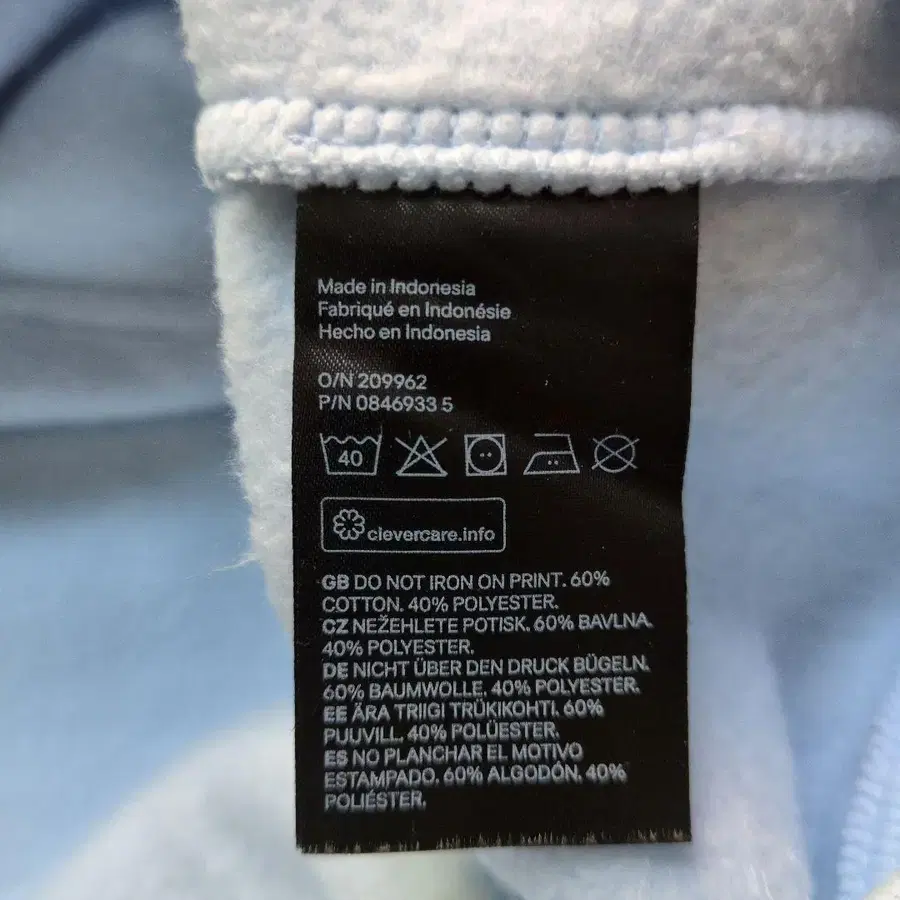 Made in Indonesia
Fabriqué en Indonésie
Hecho en Indonesia
O/N 209962
P/N 0846933 5
40
clevercare.info
GB DO NOT IRON ON PRINT. 60%
COTTON. 40% POLYESTER.
CZ NEŽEHLETE POTISK. 60% BAVLNA.
40% POLYESTER.
DE NICHT ÜBER DEN DRUCK BÜGELN.
60% BAUMWOLLE. 40% POLYESTER.
EE ÄRA TRIIGI TRÜKIKOHTI. 60%
PUUVILL. 40% POLÜESTER.
ES NO PLANCHAR EL MOTIVO
ESTAMPADO. 60% ALGODÓN. 40%
POLIÉSTER.